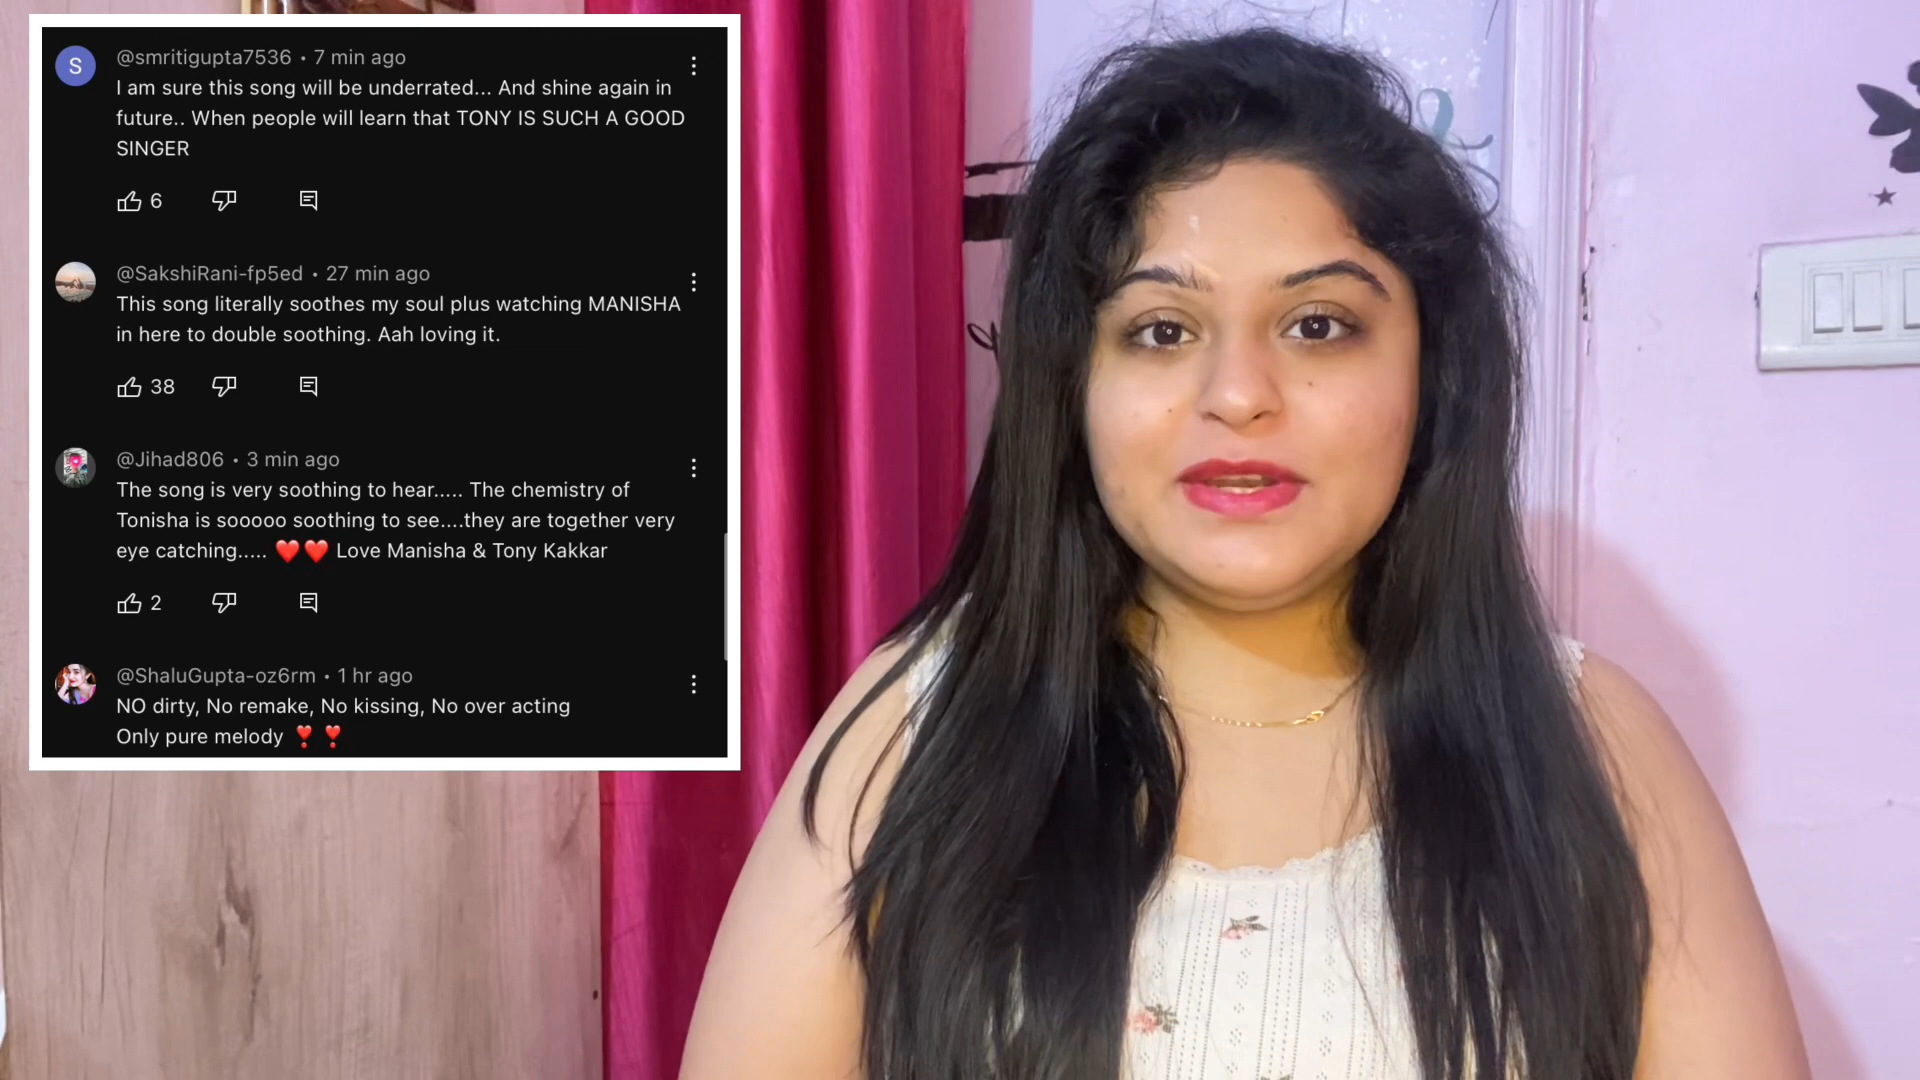 S
@smritigupta7536 • 7 min ago
I am sure this song will be underrated... And shine again in
future.. When people will learn that TONY IS SUCH A GOOD
SINGER
6
@SakshiRani-fp5ed • 27 min ago
This song literally soothes my soul plus watching MANISHA
in here to double soothing. Aah loving it.
38
@Jihad806 • 3 min ago
The song is very soothing to hear..... The chemistry of
Tonisha is sooooo soothing to see....they are together very
eye catching..... ❤️❤️ Love Manisha & Tony Kakkar
2
@ShaluGupta-oz6rm • 1 hr ago
NO dirty, No remake, No kissing, No over acting
Only pure melody ❣️ ❣️
&